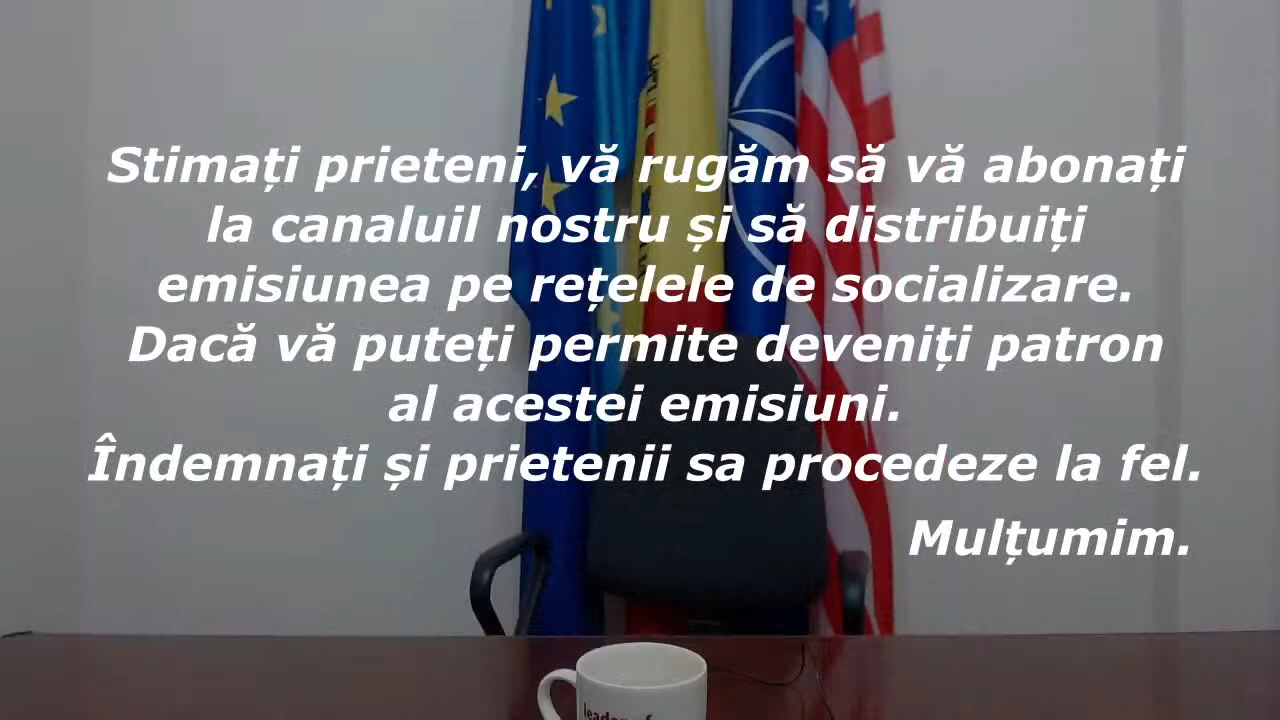 Stimați prieteni, vă rugăm să vă abonați
la canaluil nostru și să distribuiți
emisiunea pe rețelele de socializare.
Dacă vă puteți permite deveniți patron
al acestei emisiuni.
Îndemnați și prietenii sa procedeze la fel.
Mulțumim.